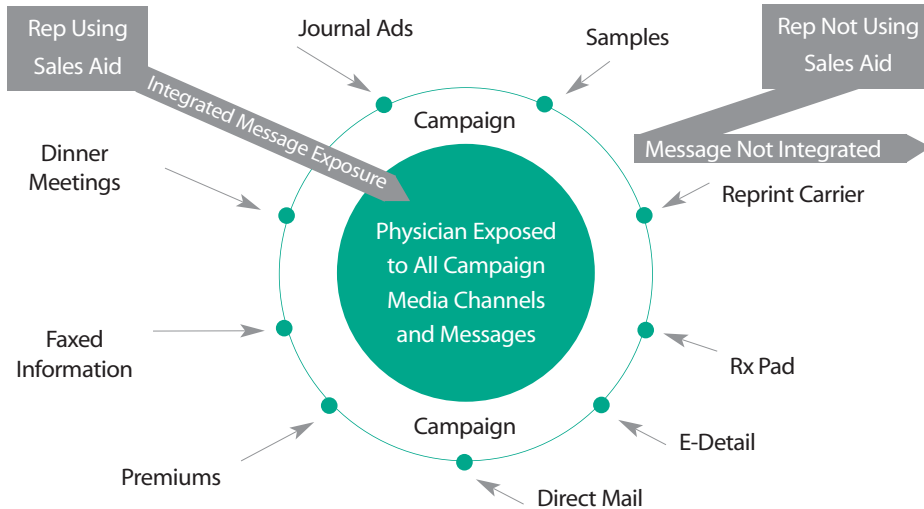 Rep Using
Sales Aid
Journal Ads
Samples
Rep Not Using
Sales Aid
Integrated Message Exposure
Campaign
Message Not Integrated
Dinner
Meetings
Reprint Carrier
Physician Exposed
to All Campaign
Media Channels
and Messages
Faxed
Information
Rx Pad
Campaign
E-Detail
Premiums
Direct Mail